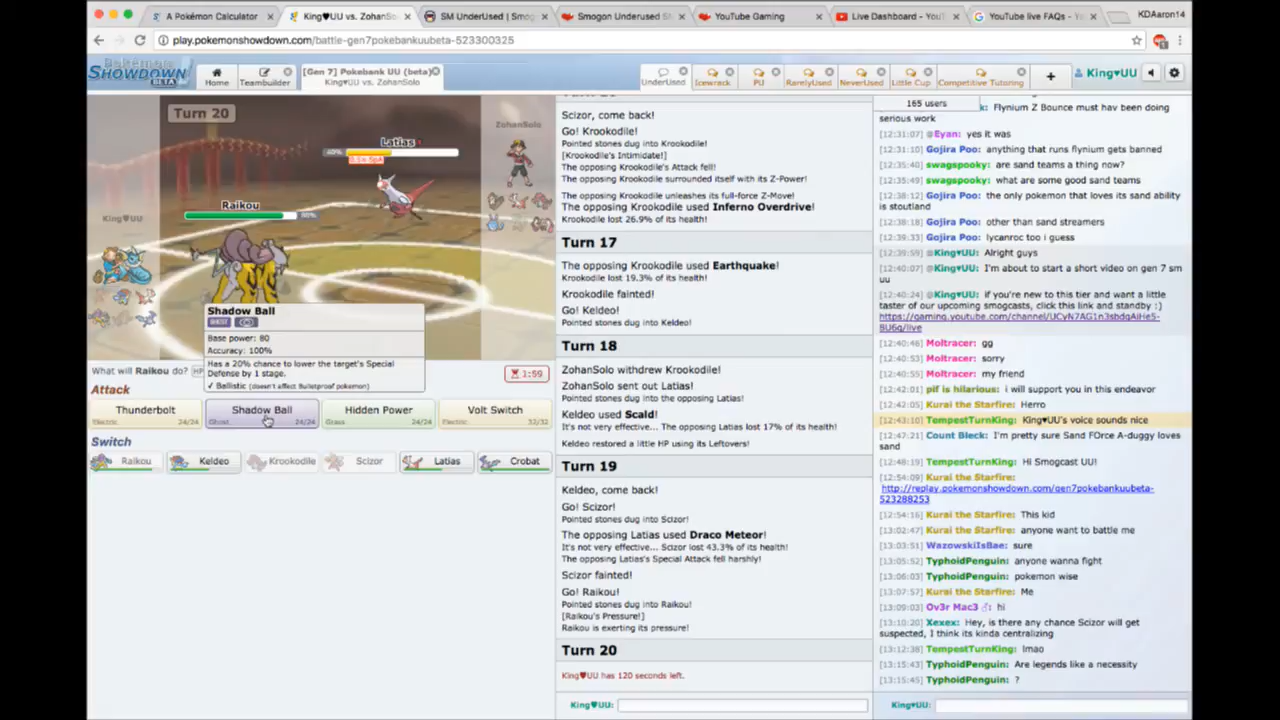 A Pokémon Calculator
King♥UU vs. ZohanSolo
SM UnderUsed | Smog
Smogon Underused S
YouTube Gaming
Live Dashboard - You
YouTube live FAQs - Y
KDAaron14
play.pokemonshowdown.com/battle-gen7pokebankuubeta-523300325
Pokémon
SHOWDOWN
BETA
Home
Teambuilder
[Gen 7] Pokebank UU (beta)
King♥UU vs. ZohanSolo
UnderUsed
Icewrack
PU
RarelyUsed
NeverUsed
Little Cup
Competitive Tutoring
King♥UU
Turn 20
ZohanSolo
Latias
40%
Raikou
88%
King♥UU
Shadow Ball
Base power: 80
Accuracy: 100%
Has a 20% chance to lower the target's Special
Defense by 1 stage.
✓ Ballistic (doesn't affect Bulletproof pokemon)
What will Raikou do?
HP
1:59
Attack
Thunderbolt
Electric 24/24
Shadow Ball
Ghost 24/24
Hidden Power
Grass 24/24
Volt Switch
Electric 32/32
Switch
Raikou
Keldeo
Krookodile
Scizor
Latias
Crobat
Scizor, come back!
Go! Krookodile!
Pointed stones dug into Krookodile!
[Krookodile's Intimidate!]
The opposing Krookodile's Attack fell!
The opposing Krookodile surrounded itself with its Z-Power!
The opposing Krookodile unleashes its full-force Z-Move!
The opposing Krookodile used Inferno Overdrive!
Krookodile lost 26.9% of its health!
Turn 17
The opposing Krookodile used Earthquake!
Krookodile lost 19.3% of its health!
Krookodile fainted!
Go! Keldeo!
Pointed stones dug into Keldeo!
Turn 18
ZohanSolo withdrew Krookodile!
ZohanSolo sent out Latias!
Pointed stones dug into the opposing Latias!
Keldeo used Scald!
It's not very effective... The opposing Latias lost 17% of its health!
Keldeo restored a little HP using its Leftovers!
Turn 19
Keldeo, come back!
Go! Scizor!
Pointed stones dug into Scizor!
The opposing Latias used Draco Meteor!
It's not very effective... Scizor lost 43.3% of its health!
The opposing Latias's Special Attack fell harshly!
Scizor fainted!
Go! Raikou!
Pointed stones dug into Raikou!
[Raikou's Pressure!]
Raikou is exerting its pressure!
Turn 20
King♥UU has 120 seconds left.
King♥UU:
165 users
Flynium Z Bounce must hav been doing
serious work
[12:31:07] @Eyan: yes it was
[12:31:10] Gojira Poo: anything that runs flynium gets banned
[12:35:40] swagspooky: are sand teams a thing now?
[12:35:49] swagspooky: what are some good sand teams
[12:38:12] Gojira Poo: the only pokemon that loves its sand ability
is stoutland
[12:38:18] Gojira Poo: other than sand streamers
[12:39:33] Gojira Poo: lycanroc too i guess
[12:39:59] @King♥UU: Alright guys
[12:40:07] @King♥UU: I'm about to start a short video on gen 7 sm
uu
[12:40:24] @King♥UU: if you're new to this tier and want a little
taster of our upcoming smogcasts, click this link and standby :)
[12:40:48] Moltracer: gg
[12:40:53] Moltracer: sorry
[12:40:55] Moltracer: my friend
[12:42:01] pif is hilarious: i will support you in this endeavor
[12:42:05] Kurai the Starfire: Herro
[12:43:10] TempestTurnKing: King♥UU's voice sounds nice
[12:47:21] Count Bleck: I'm pretty sure Sand FOrce A-duggy loves
sand
[12:48:19] TempestTurnKing: Hi Smogcast UU!
[12:54:09] Kurai the Starfire:
http://replay.pokemonshowdown.com/gen7pokebankuubeta-
523288253
[12:54:16] Kurai the Starfire: This kid
[13:02:47] Kurai the Starfire: anyone want to battle me
[13:03:51] WazowskiIsBae: sure
[13:05:52] TyphoidPenguin: anyone wanna fight
[13:06:03] TyphoidPenguin: pokemon wise
[13:07:57] Kurai the Starfire: Me
[13:09:03] Ov3r Mac3 ♂: hi
[13:10:20] Xexex: Hey, is there any chance Scizor will get
suspected, I think its kinda centralizing
[13:12:38] TempestTurnKing: lmao
[13:15:43] TyphoidPenguin: Are legends like a necessity
[13:15:45] TyphoidPenguin: ?
King♥UU: